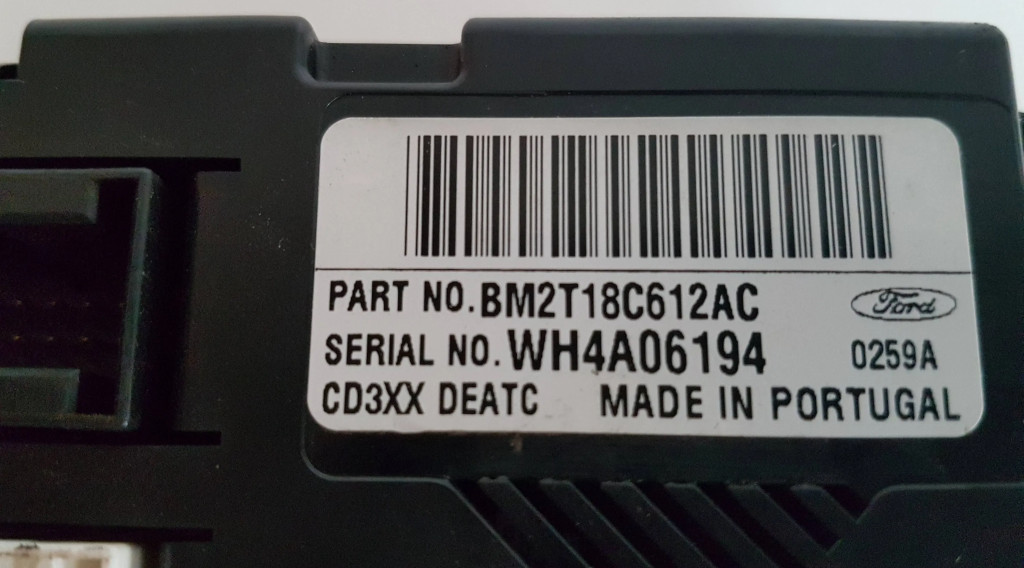 PART NO. BM2T18C612AC Ford
SERIAL NO. WH4A06194 0259A
CD3XX DEATC MADE IN PORTUGAL